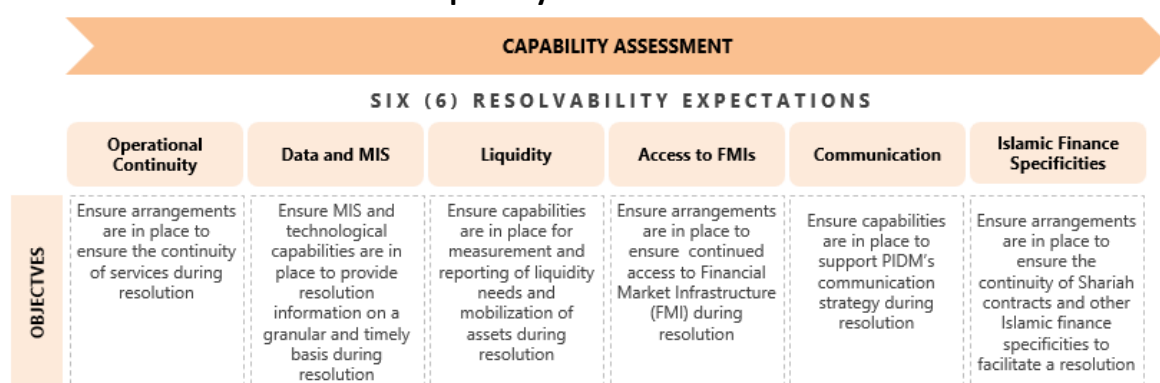 CAPABILITY ASSESSMENT
SIX (6) RESOLVABILITY EXPECTATIONS
Operational
Continuity
Data and MIS
Liquidity
Access to FMIs
Communication
Islamic Finance
Specificities
OBJECTVES
Ensure arrangements
are in place to
ensure the continuity
of services during
resolution
Ensure MIS and
technological
capabilities are in
place to provide
resolution
information on a
granular and timely
basis during
resolution
Ensure capabilities
are in place for
measurement and
reporting of liquidity
needs and
mobilization of
assets during
resolution
Ensure arrangements
are in place to
ensure continued
access to Financial
Market Infrastructure
(FMI) during
resolution
Ensure capabilities
are in place to
support PIDM's
communication
strategy during
resolution
Ensure arrangements
are in place to
ensure the
continuity of Shariah
contracts and other
Islamic finance
specificities to
facilitate a resolution